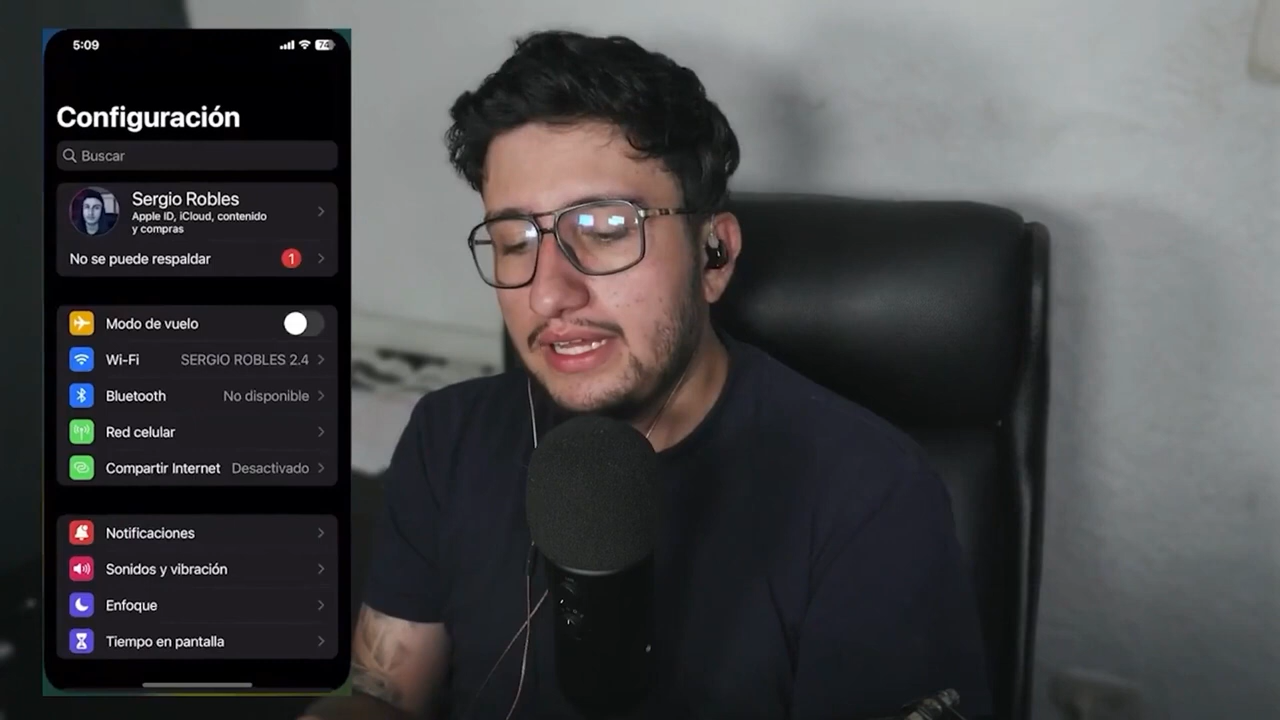 5:09
74
Configuración
Buscar
Sergio Robles
Apple ID, iCloud, contenido
y compras
No se puede respaldar 1
Modo de vuelo
Wi-Fi SERGIO ROBLES 2.4
Bluetooth No disponible
Red celular
Compartir Internet Desactivado
Notificaciones
Sonidos y vibración
Enfoque
Tiempo en pantalla